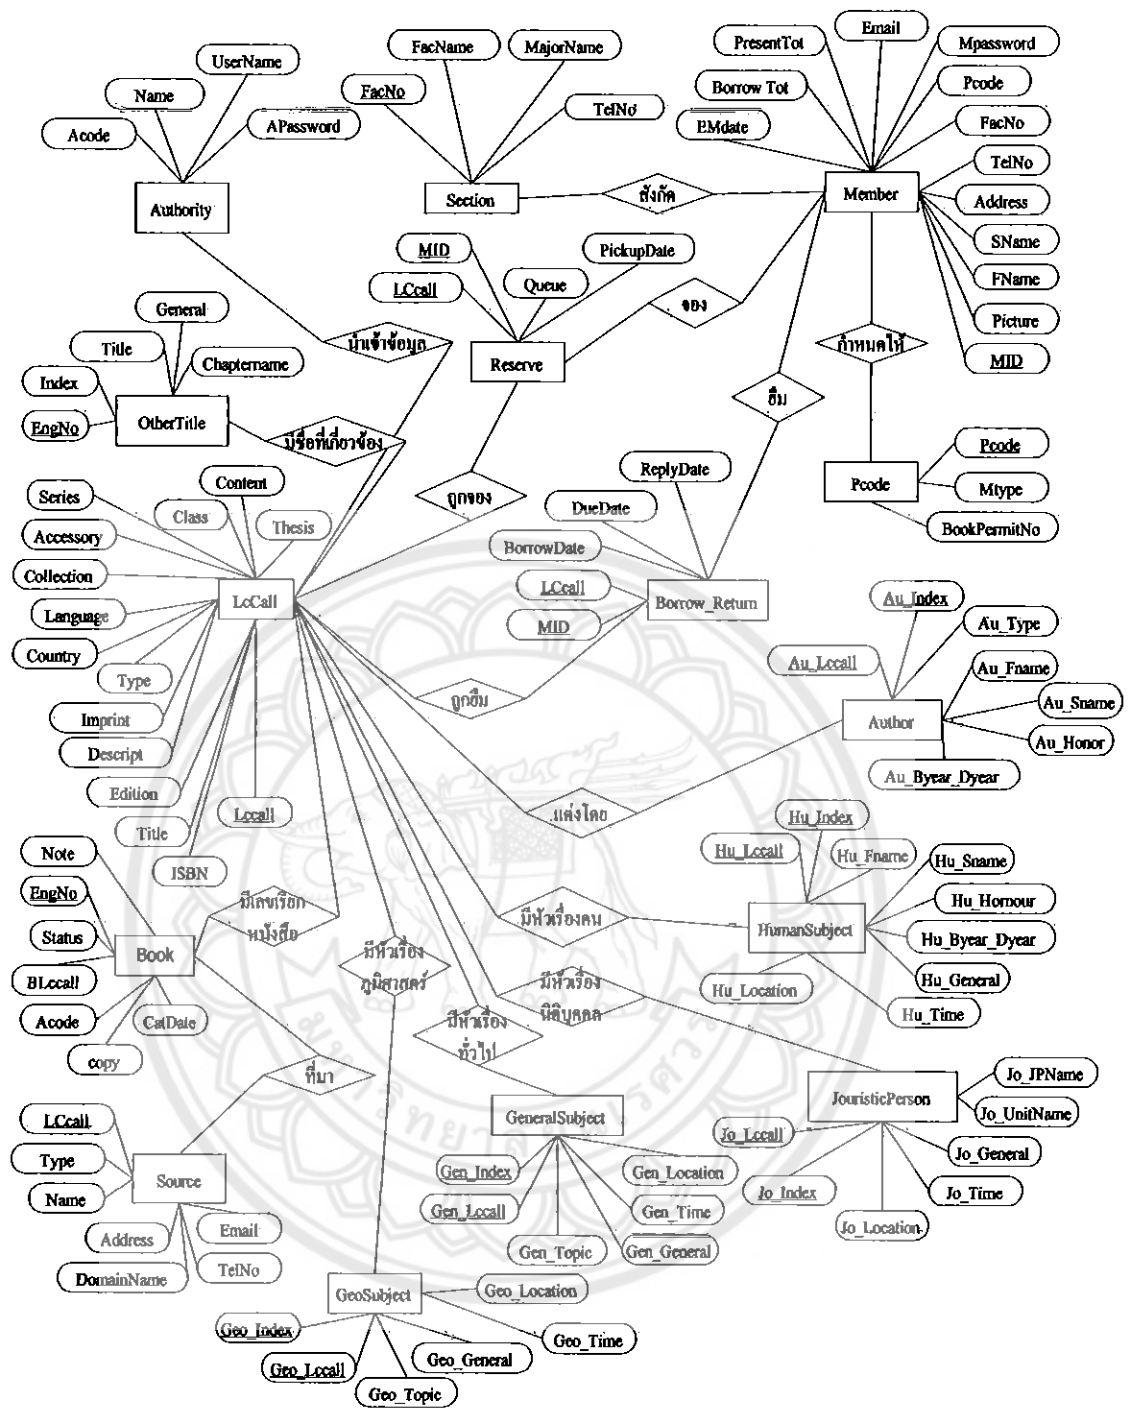 Email
FacName
MajorName
PresentTot
Mpassword
UserName
Name
FacNo
Borrow Tot
Pcode
Acode
APassword
TelNo
EMdate
FacNo
TelNo
Authority
Section
สังกัด
Member
Address
SName
MID
PickupDate
LCcall
Queue
FName
General
จอง
Picture
Title
นำเข้าข้อมูล
Reserve
กำหนดให้
MID
Chaptername
Index
EngNo
OtherTitle
มีชื่อที่เกี่ยวข้อง
ยืม
Pcode
Content
ReplyDate
Pcode
Mtype
Series
Class
Thesis
ถูกจอง
DueDate
BookPermitNo
Accessory
BorrowDate
Collection
LcCall
LCcall
Borrow_Return
Au_Index
Language
MID
Au_Type
Country
Au_Lccall
Au_Fname
Type
ถูกยืม
Au_Sname
Imprint
Author
Descript
Au_Honor
Edition
Lccall
Au_Byear_Dyear
Title
แต่งโดย
Hu_Index
Note
ISBN
Hu_Lccall
Hu_Fname
Hu_Sname
EngNo
มีเลขเรียก
หนังสือ
มีหัวเรื่องคน
Hu_Hornour
Status
Book
HumanSubject
Hu_Byear_Dyear
BLccall
มีหัวเรื่อง
ภูมิศาสตร์
มีหัวเรื่อง
นิติบุคคล
Hu_General
Hu_Location
Acode
CatDate
มีหัวเรื่อง
ทั่วไป
Hu_Time
copy
ที่มา
Jo_JPName
LCcall
GeneralSubject
JouristicPerson
Jo_UnitName
Type
Jo_Lccall
Jo_General
Name
Source
Gen_Index
Gen_Location
Jo_Index
Jo_Time
Gen_Lccall
Gen_Time
Jo_Location
Address
Email
Gen_Topic
Gen_General
DomainName
TelNo
GeoSubject
Geo_Location
Geo_Index
Geo_Time
Geo_Lccall
Geo_General
Geo_Topic